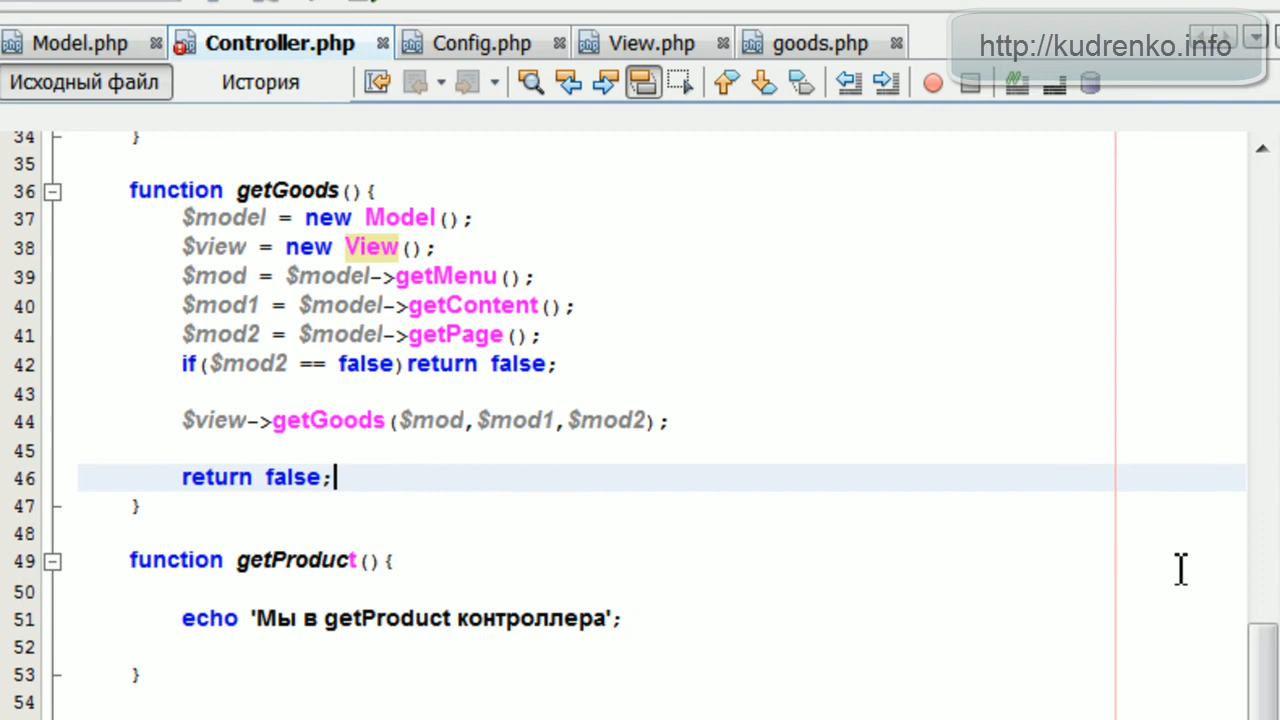 Model.php Controller.php Config.php View.php goods.php
http://kudrenko.info
Исходный файл История
34 }
35
36 function getGoods(){
37 $model = new Model();
38 $view = new View();
39 $mod = $model->getMenu();
40 $mod1 = $model->getContent();
41 $mod2 = $model->getPage();
42 if($mod2 == false)return false;
43
44 $view->getGoods($mod,$mod1,$mod2);
45
46 return false;
47 }
48
49 function getProduct(){
50
51 echo 'Мы в getProduct контроллера';
52
53 }
54